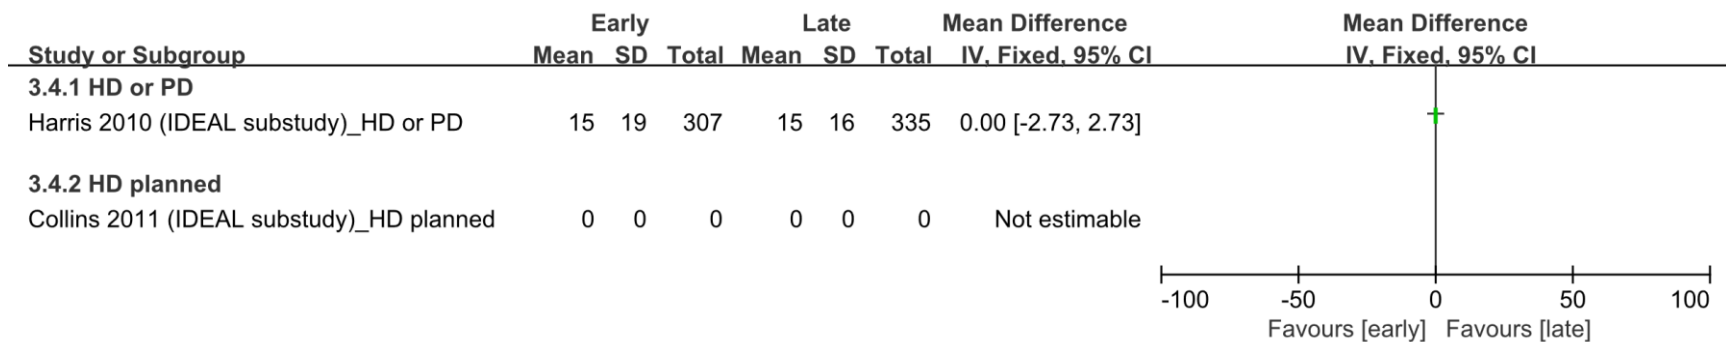 Early Late Mean Difference Mean Difference
Study or Subgroup Mean SD Total Mean SD Total IV, Fixed, 95% CI IV, Fixed, 95% CI
3.4.1 HD or PD
Harris 2010 (IDEAL substudy)_HD or PD 15 19 307 15 16 335 0.00 [-2.73, 2.73]
3.4.2 HD planned
Collins 2011 (IDEAL substudy)_HD planned 0 0 0 0 0 0 Not estimable
-100 -50 0 50 100
Favours [early] Favours [late]